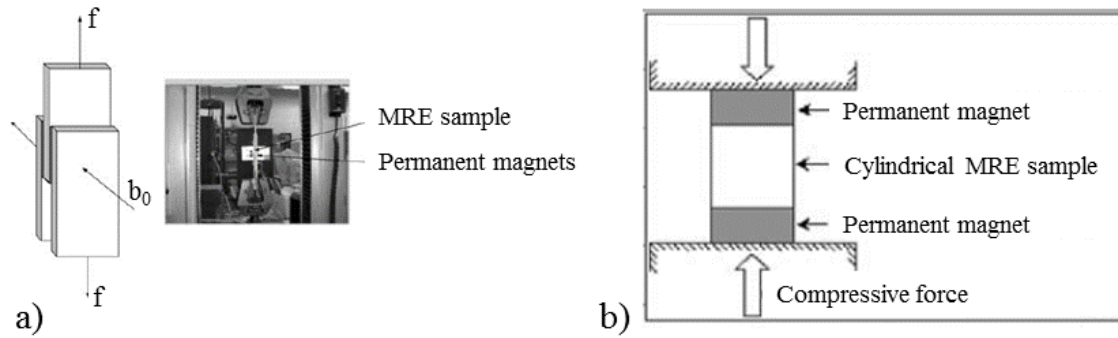 f
b₀
f
a)
MRE sample
Permanent magnets
b)
Permanent magnet
Cylindrical MRE sample
Permanent magnet
Compressive force